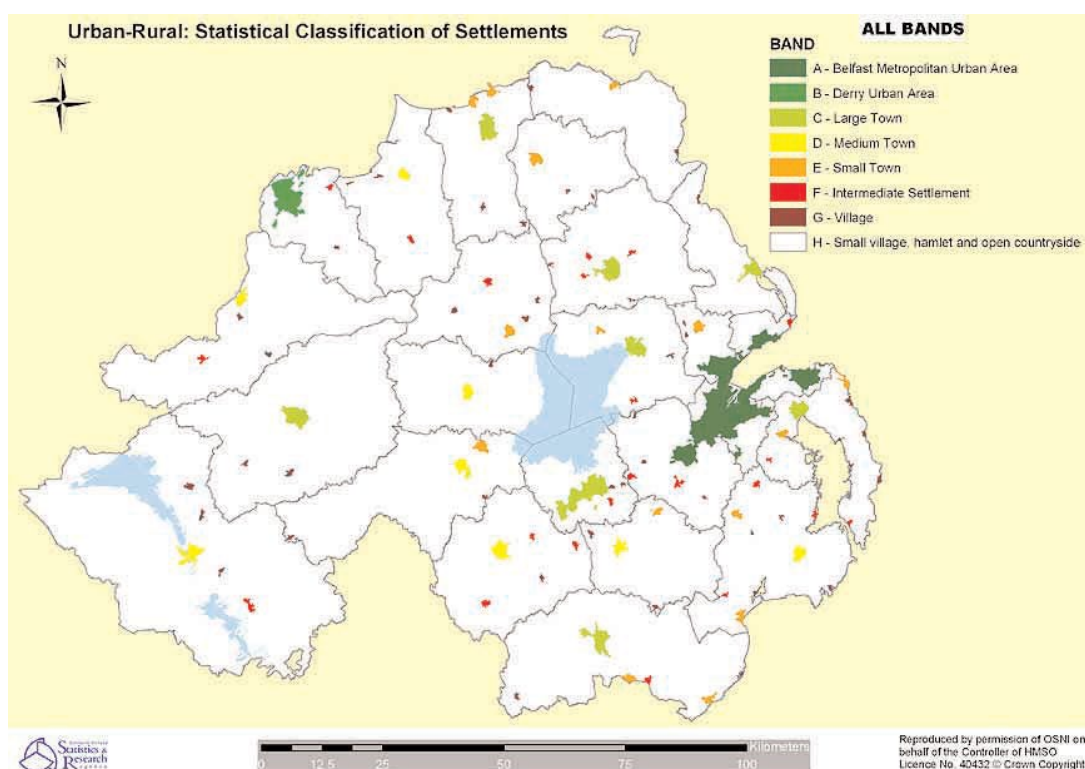 Urban-Rural: Statistical Classification of Settlements
N
ALL BANDS
BAND
A - Belfast Metropolitan Urban Area
B - Derry Urban Area
C - Large Town
D - Medium Town
E - Small Town
F - Intermediate Settlement
G - Village
H - Small village, hamlet and open countryside
Statistics &
Research
Kilometers
0 12.5 25 50 75 100
Reproduced by permission of OSNI on
behalf of the Controller of HMSO
Licence No. 40432 © Crown Copyright